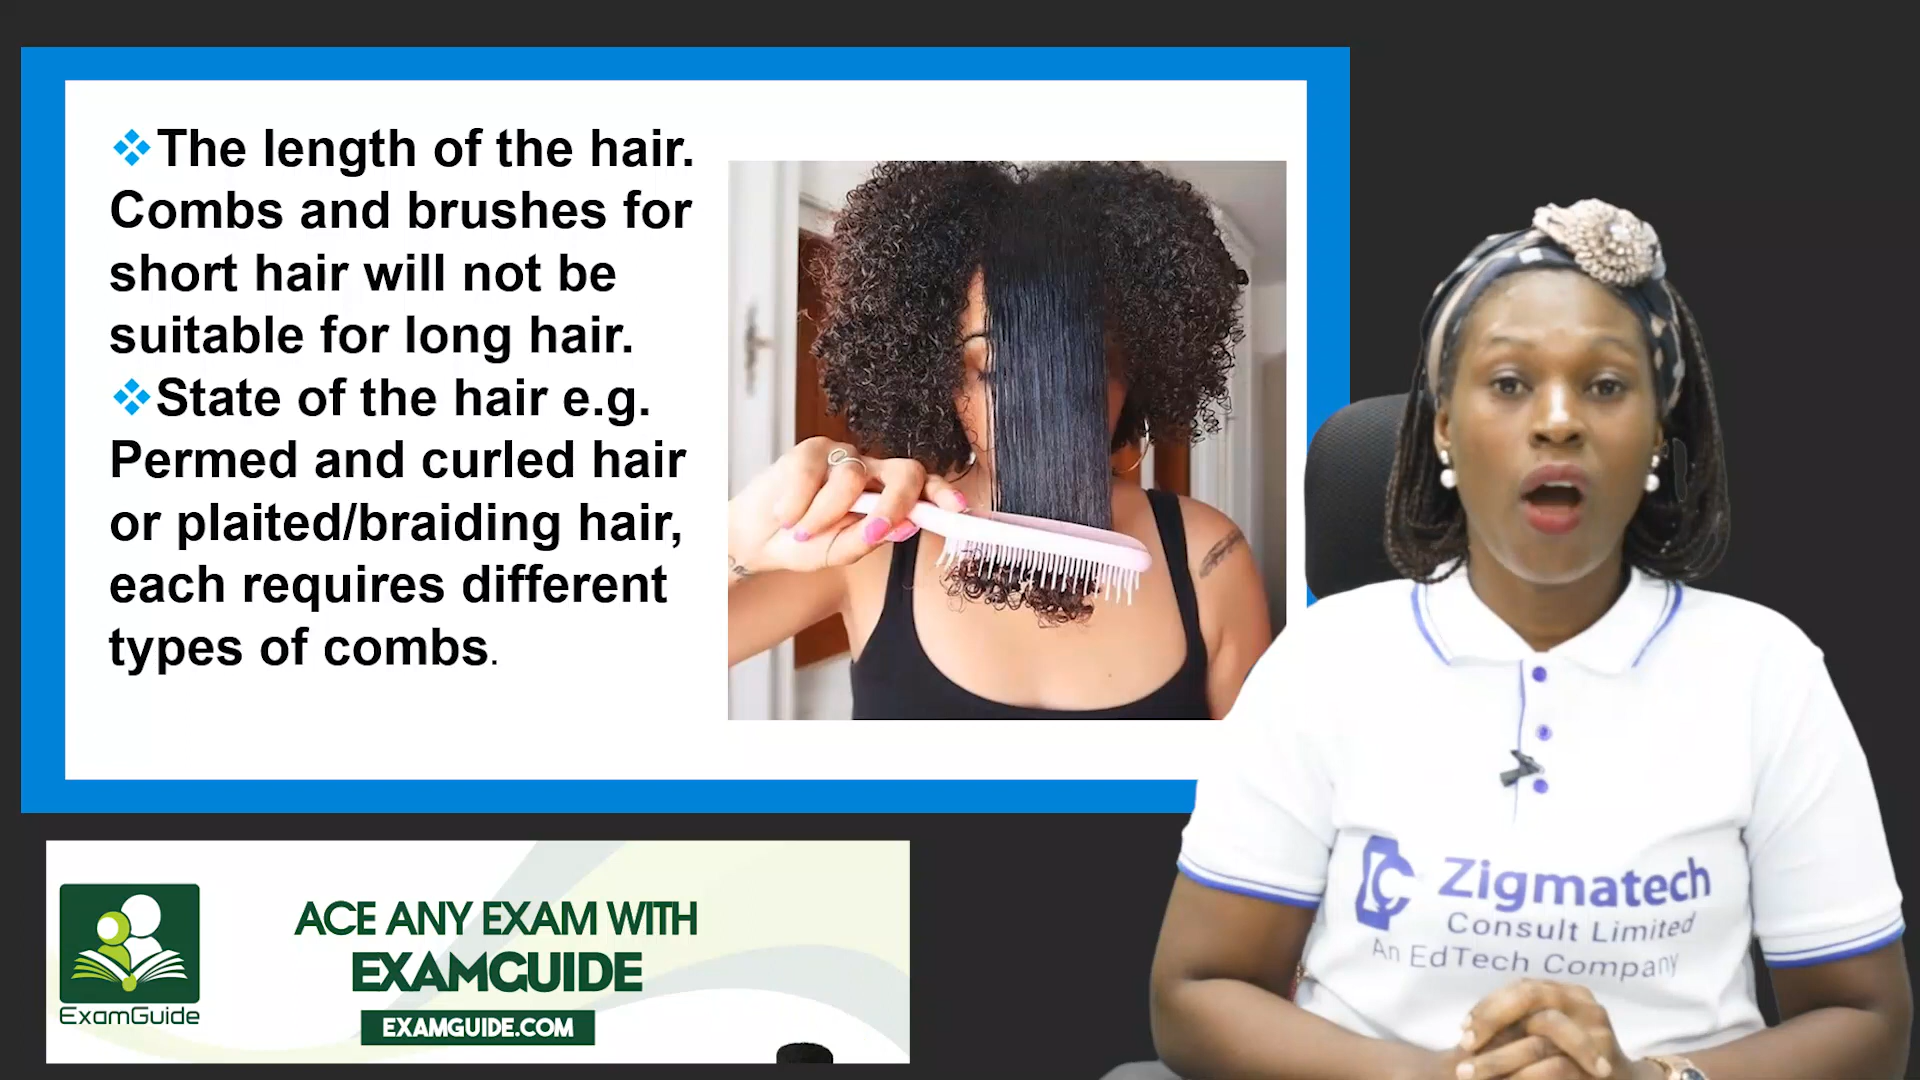 ❖The length of the hair.
Combs and brushes for
short hair will not be
suitable for long hair.
❖State of the hair e.g.
Permed and curled hair
or plaited/braiding hair,
each requires different
types of combs.
ACE ANY EXAM WITH
EXAMGUIDE
EXAMGUIDE.COM
ExamGuide
Zigmatech
Consult Limited
An EdTech Company